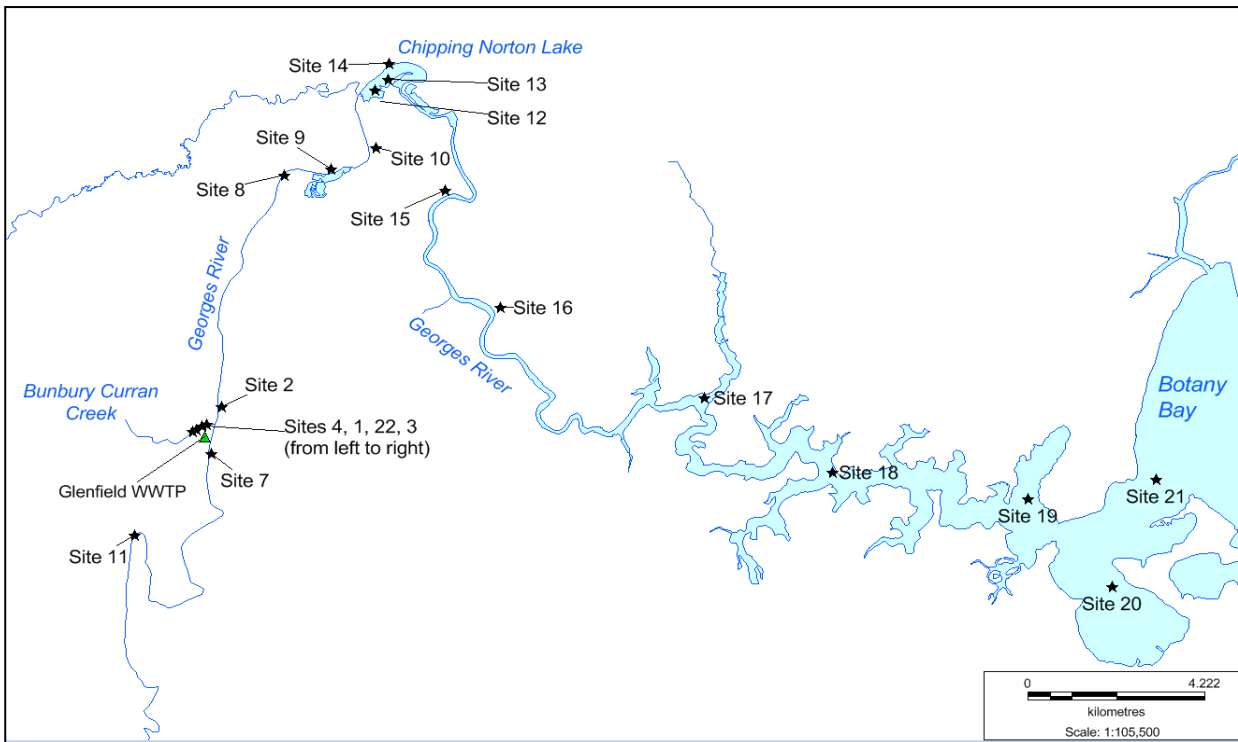 Chipping Norton Lake
Site 14
Site 13
Site 12
Site 9
Site 10
Site 8
Site 15
Georges River
Site 16
Georges River
Bunbury Curran
Creek
Site 2
Sites 4, 1, 22, 3
(from left to right)
Glenfield WWTP
Site 7
Site 11
Site 17
Site 18
Botany
Bay
Site 21
Site 19
Site 20
0 4.222
kilometres
Scale: 1:105,500